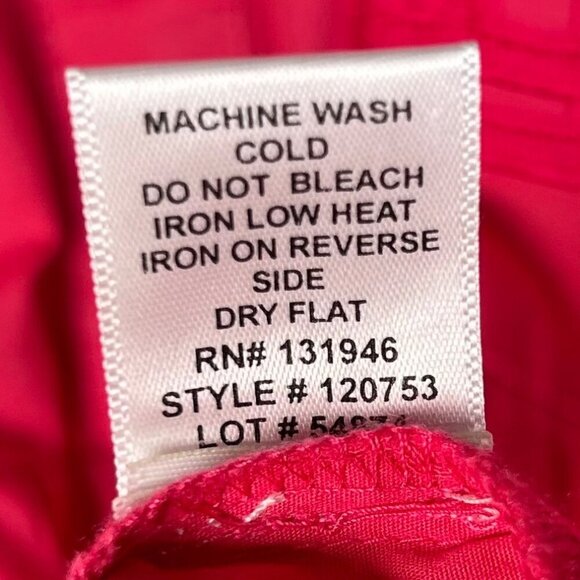 MACHINE WASH
COLD
DO NOT BLEACH
IRON LOW HEAT
IRON ON REVERSE
SIDE
DRY FLAT
RN# 131946
STYLE # 120753
LOT #